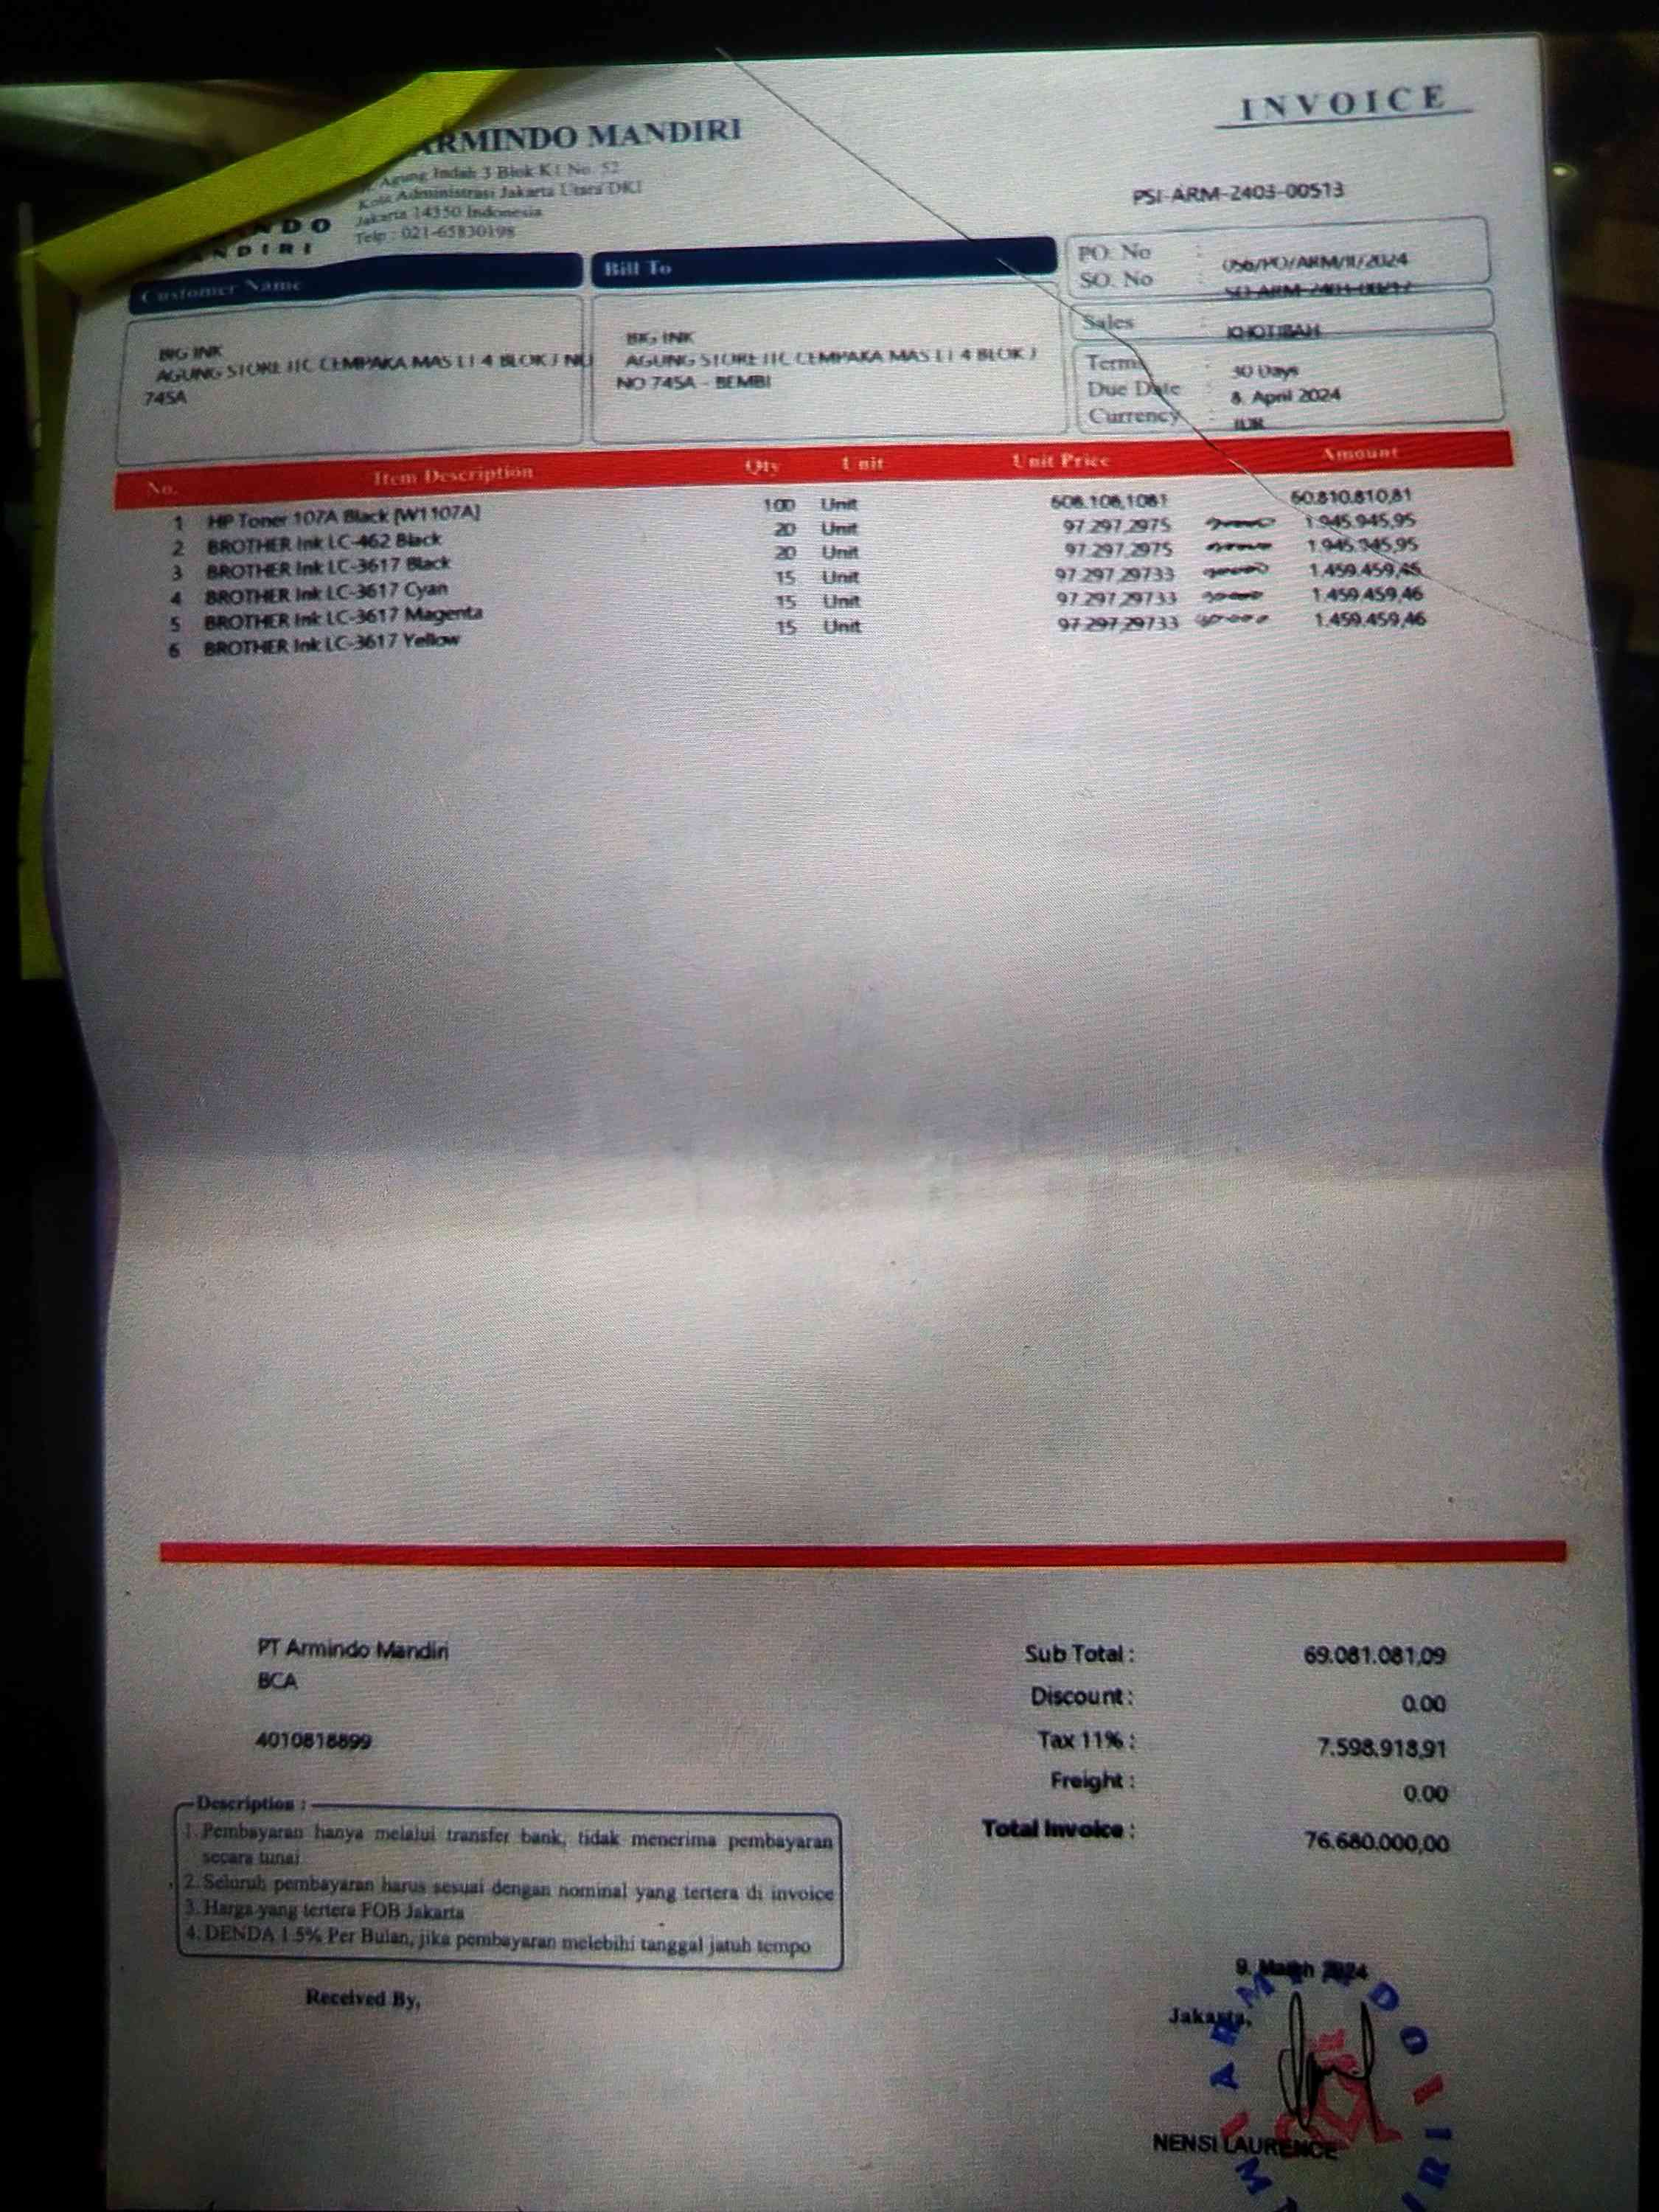 INVOICE
ARMINDO MANDIRI
Agung Indah 3 Blok K1 No. 52
Kota Administrasi Jakarta Utara DKI
Jakarta 14350 Indonesia
Telp : 021-65830198
NDO
ANDIRI
PSI-ARM-2403-00513
PO. No : 056/PO/ARM/II/2024
SO. No :
Sales : KHOTIBAH
Terms : 30 Days
Due Date : 8. April 2024
Currency : IDR
Customer Name
BIG INK
AGUNG STORE ITC CEMPAKA MAS LT 4 BLOK J NO
745A
Bill To
BIG INK
AGUNG STORE ITC CEMPAKA MAS LT 4 BLOK J
NO 745A - BEMBI
No. Item Description Qty Unit Unit Price Amount
1 HP Toner 107A Black [W1107A] 100 Unit 608.108,1081 60.810.810,81
2 BROTHER Ink LC-462 Black 20 Unit 97.297,2975 1.945.945,95
3 BROTHER Ink LC-3617 Black 20 Unit 97.297,2975 1.945.945,95
4 BROTHER Ink LC-3617 Cyan 15 Unit 97.297,29733 1.459.459,46
5 BROTHER Ink LC-3617 Magenta 15 Unit 97.297,29733 1.459.459,46
6 BROTHER Ink LC-3617 Yellow 15 Unit 97.297,29733 1.459.459,46
PT Armindo Mandiri
BCA
4010818899
Sub Total : 69.081.081,09
Discount : 0.00
Tax 11% : 7.598.918,91
Freight : 0.00
Total Invoice : 76.680.000,00
Description :
1. Pembayaran hanya melalui transfer bank, tidak menerima pembayaran
secara tunai
2. Seluruh pembayaran harus sesuai dengan nominal yang tertera di invoice
3. Harga yang tertera FOB Jakarta
4. DENDA 1.5% Per Bulan, jika pembayaran melebihi tanggal jatuh tempo
Received By,
9. March 2024
Jakarta,
NENSI LAURENCE